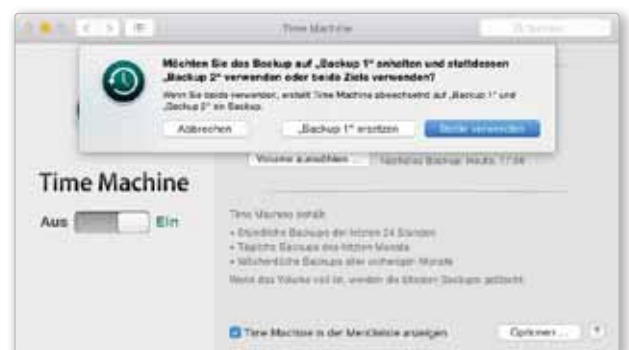 Time Machine
Möchten Sie das Backup auf „Backup 1“ anhalten und stattdessen
„Backup 2“ verwenden oder beide Ziele verwenden?
Wenn Sie beide verwenden, erstellt Time Machine abwechselnd auf „Backup 1“ und
„Backup 2“ ein Backup.
Abbrechen „Backup 1“ ersetzen Beide verwenden
Volume auswählen ... Nächstes Backup: Heute, 17:06
Time Machine
Aus Ein
Time Machine behält:
• Stündliche Backups der letzten 24 Stunden
• Tägliche Backups des letzten Monats
• Wöchentliche Backups aller vorherigen Monate
Wenn das Volume voll ist, werden die ältesten Backups gelöscht.
Time Machine in der Menüleiste anzeigen Optionen ... ?